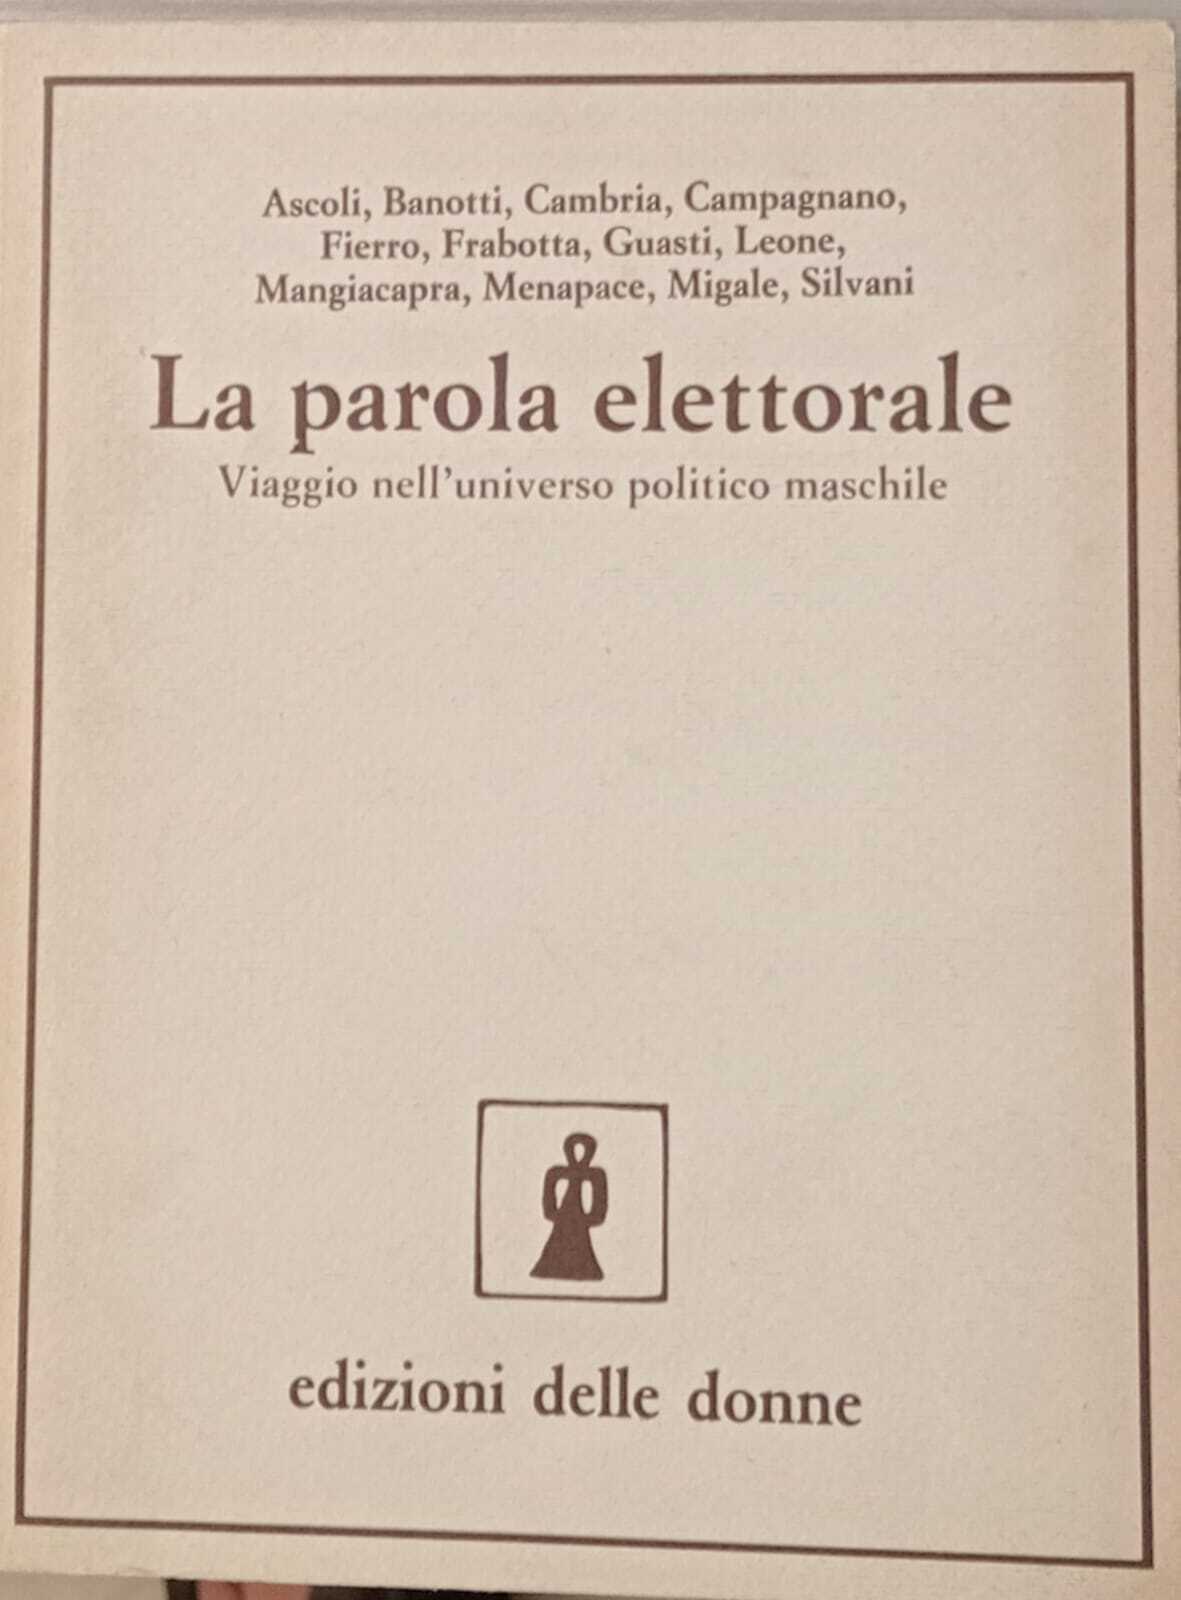 Ascoli, Banotti, Cambria, Campagnano,
Fierro, Frabotta, Guasti, Leone,
Mangiacapra, Menapace, Migale, Silvani
La parola elettorale
Viaggio nell'universo politico maschile
edizioni delle donne